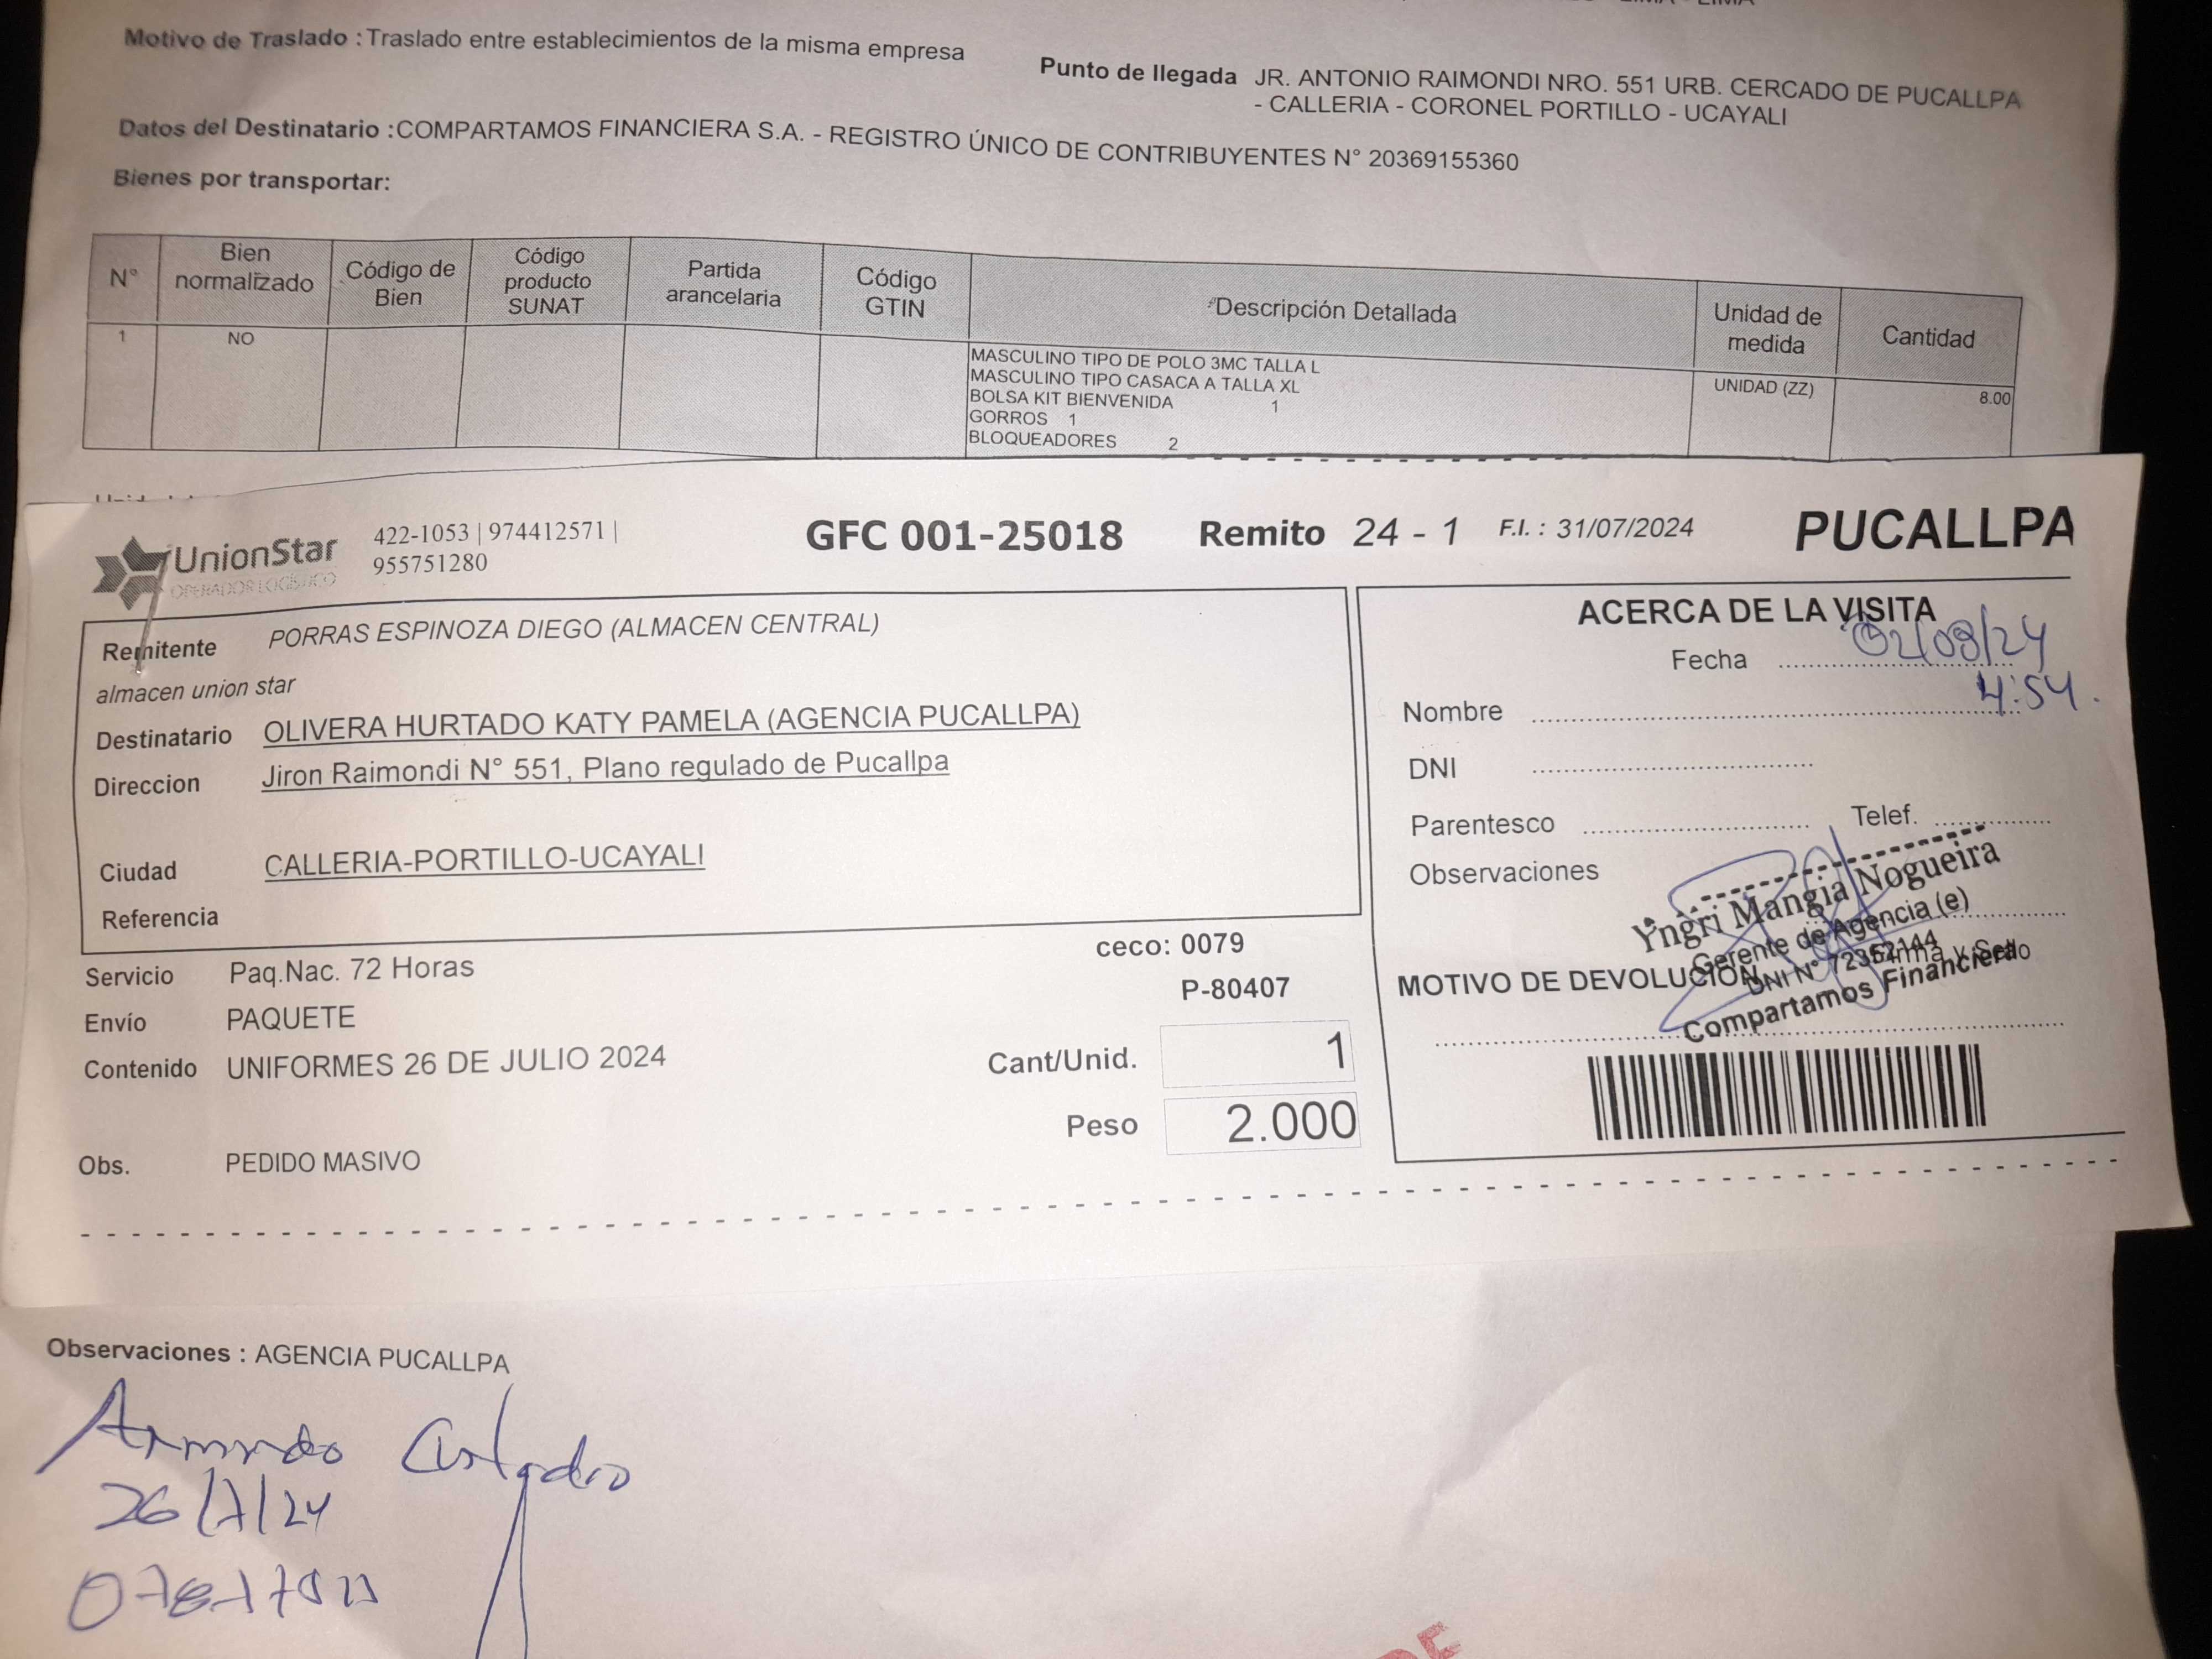 Motivo de Traslado : Traslado entre establecimientos de la misma empresa
Punto de llegada JR. ANTONIO RAIMONDI NRO. 551 URB. CERCADO DE PUCALLPA
- CALLERIA - CORONEL PORTILLO - UCAYALI
Datos del Destinatario : COMPARTAMOS FINANCIERA S.A. - REGISTRO ÚNICO DE CONTRIBUYENTES N° 20369155360
Bienes por transportar:
N° Bien normalizado Código de Bien Código producto SUNAT Partida arancelaria Código GTIN Descripción Detallada Unidad de medida Cantidad
1 NO MASCULINO TIPO DE POLO 3MC TALLA L UNIDAD (ZZ) 8.00
MASCULINO TIPO CASACA A TALLA XL
BOLSA KIT BIENVENIDA 1
GORROS 1
BLOQUEADORES 2
UnionStar
OPERADOR LOGÍSTICO
422-1053 | 974412571 |
955751280
GFC 001-25018 Remito 24 - 1 F.I. : 31/07/2024 PUCALLPA
Remitente PORRAS ESPINOZA DIEGO (ALMACEN CENTRAL)
almacen union star
Destinatario OLIVERA HURTADO KATY PAMELA (AGENCIA PUCALLPA)
Direccion Jiron Raimondi N° 551, Plano regulado de Pucallpa
Ciudad CALLERIA-PORTILLO-UCAYALI
Referencia
Servicio Paq.Nac. 72 Horas
ceco: 0079
P-80407
Envío PAQUETE
Contenido UNIFORMES 26 DE JULIO 2024
Cant/Unid. 1
Peso 2.000
Obs. PEDIDO MASIVO
ACERCA DE LA VISITA
Fecha 02/08/24
4:54
Nombre
DNI
Parentesco Telef.
Observaciones
Yngri Mangia Nogueira
Gerente de Agencia (e)
DNI N° 72352144
Compartamos Financiera
Firma y Sello
MOTIVO DE DEVOLUCION
Observaciones : AGENCIA PUCALLPA
Armando
26/7/24